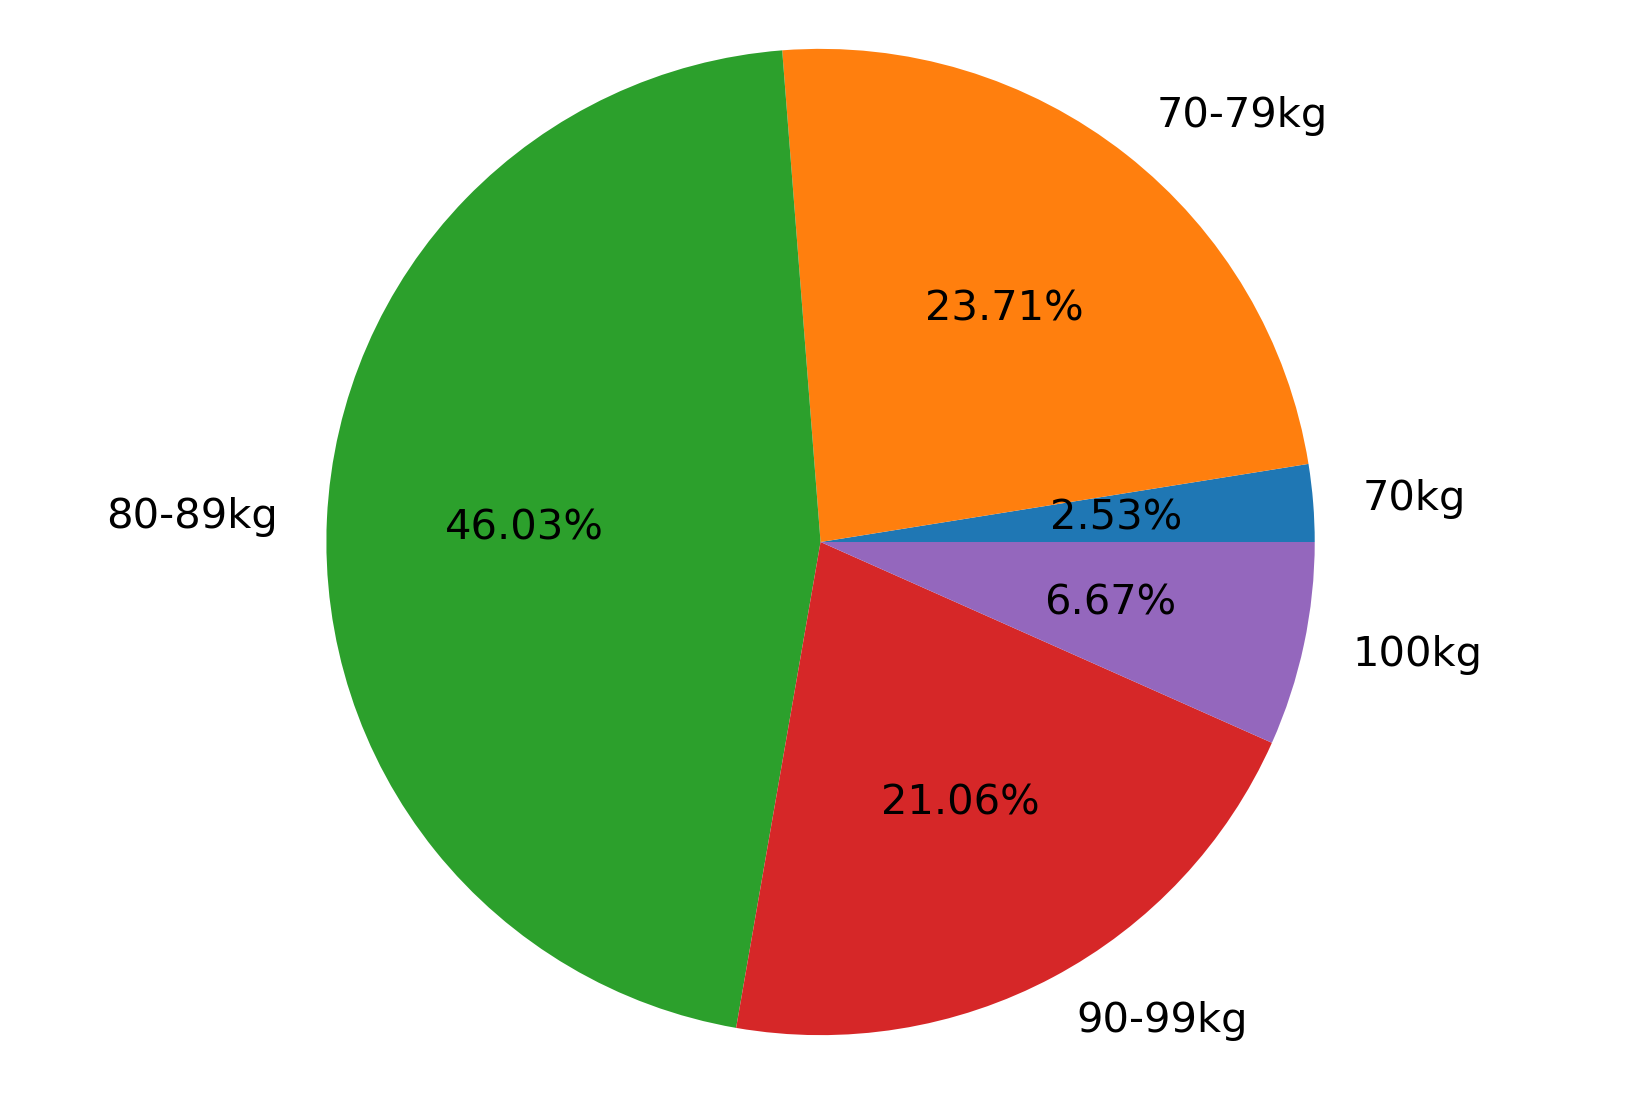 70-79kg
23.71%
70kg
2.53%
80-89kg
46.03%
6.67%
100kg
21.06%
90-99kg